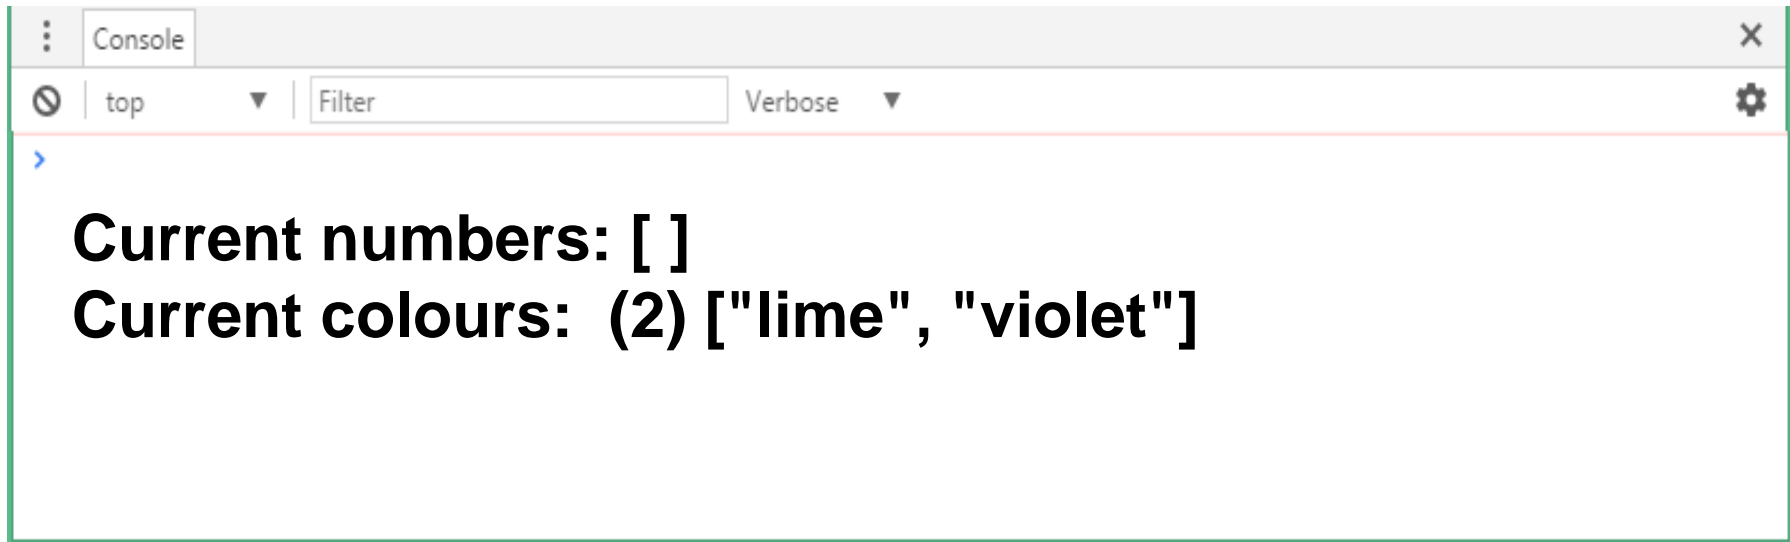 Console
top Filter Verbose
Current numbers: [ ]
Current colours: (2) ["lime", "violet"]